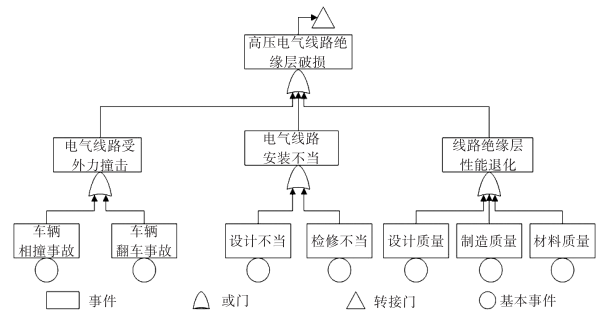 高压电气线路绝
缘层破损
电气线路受
外力撞击
电气线路
安装不当
线路绝缘层
性能退化
车辆
相撞事故
车辆
翻车事故
设计不当
检修不当
设计质量
制造质量
材料质量
事件
或门
转接门
基本事件